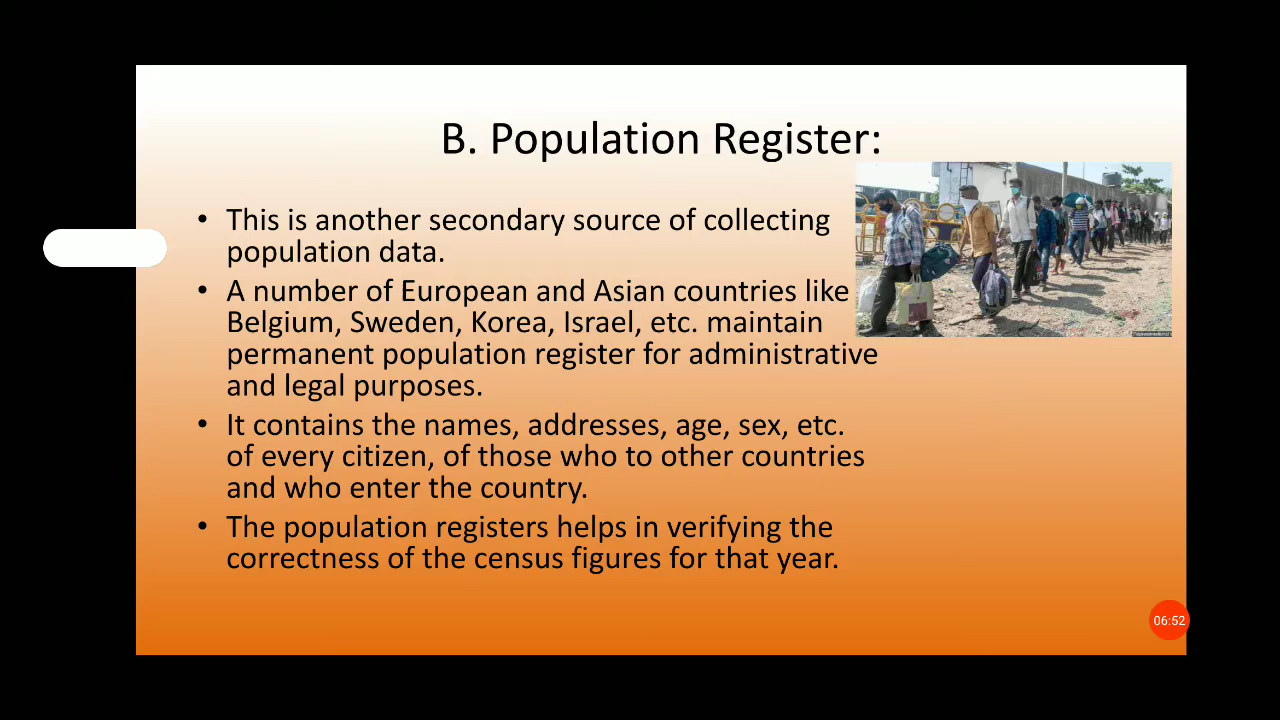 B. Population Register:
• This is another secondary source of collecting
population data.
• A number of European and Asian countries like
Belgium, Sweden, Korea, Israel, etc. maintain
permanent population register for administrative
and legal purposes.
• It contains the names, addresses, age, sex, etc.
of every citizen, of those who to other countries
and who enter the country.
• The population registers helps in verifying the
correctness of the census figures for that year.
06:52